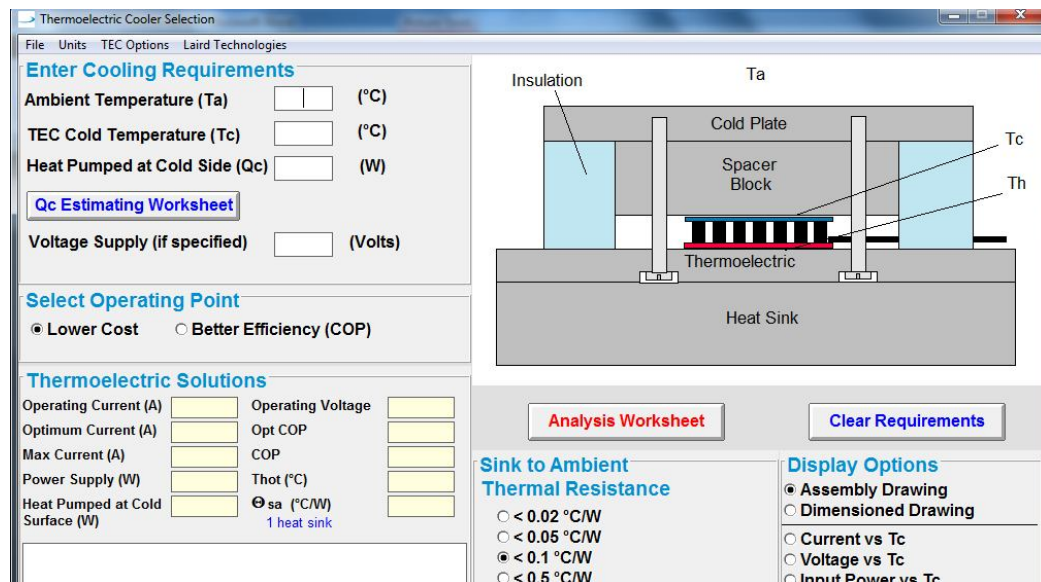 Thermoelectric Cooler Selection
File Units TEC Options Laird Technologies
Enter Cooling Requirements
Ambient Temperature (Ta) (°C)
TEC Cold Temperature (Tc) (°C)
Heat Pumped at Cold Side (Qc) (W)
Qc Estimating Worksheet
Voltage Supply (if specified) (Volts)
Select Operating Point
Lower Cost Better Efficiency (COP)
Thermoelectric Solutions
Operating Current (A) Operating Voltage
Optimum Current (A) Opt COP
Max Current (A) COP
Power Supply (W) Thot (°C)
Heat Pumped at Cold Θ sa (°C/W)
Surface (W) 1 heat sink
Ta
Insulation
Cold Plate
Tc
Spacer
Block
Th
Thermoelectric
Heat Sink
Analysis Worksheet Clear Requirements
Sink to Ambient
Thermal Resistance
< 0.02 °C/W
< 0.05 °C/W
< 0.1 °C/W
< 0.5 °C/W
Display Options
Assembly Drawing
Dimensioned Drawing
Current vs Tc
Voltage vs Tc
Input Power vs Tc